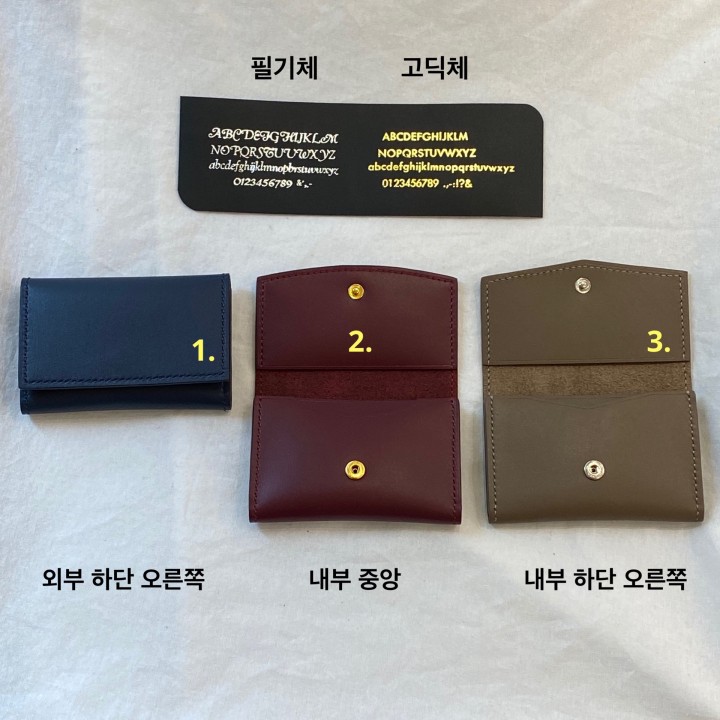 필기체 고딕체
ABCDEFGHIJKLM
NOPQRSTUVWXYZ
abcdefghijklmnopqrstuvwxyz
0123456789 &',.-
ABCDEFGHIJKLM
NOPQRSTUVWXYZ
abcdefghijklmnopqrstuvwxyz
0123456789 .,-:!?&
1.
2.
3.
외부 하단 오른쪽
내부 중앙
내부 하단 오른쪽